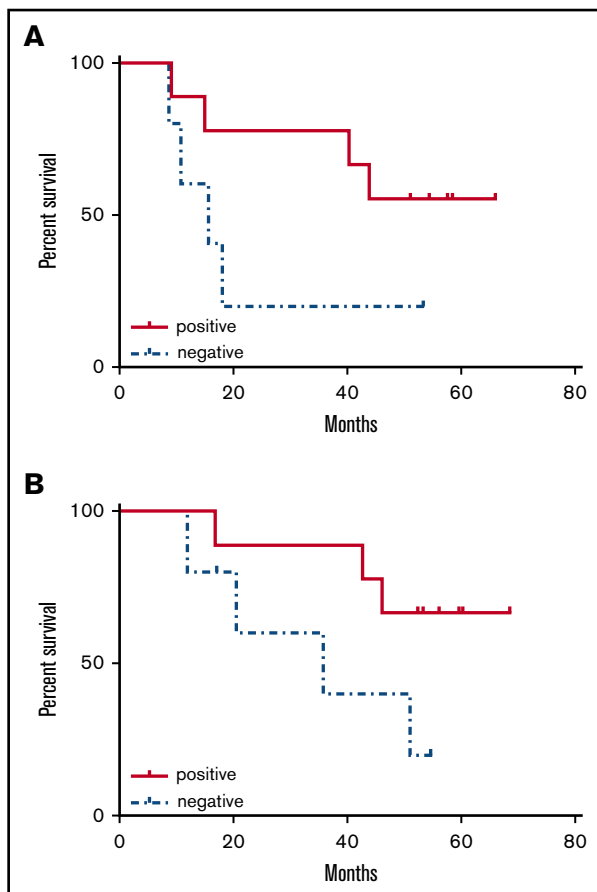 A
100
50
0
Percent survival
positive
negative
0 20 40 60 80
Months
B
100
50
0
Percent survival
positive
negative
0 20 40 60 80
Months